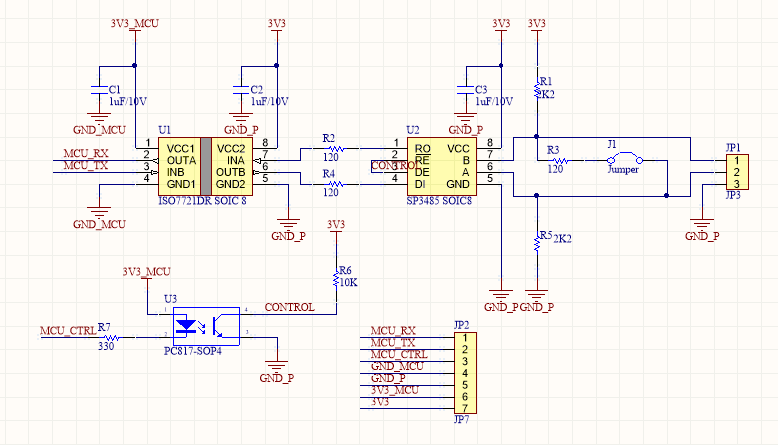 3V3_MCU 3V3 3V3 3V3
C1 C2 C3 R1
1uF/10V 1uF/10V 1uF/10V 2K2
GND_MCU GND_P GND_P
U1 R2 U2 R3 J1 JP1
MCU_RX 1 VCC1 VCC2 8 120 1 RO VCC 8 120 Jumper 1
MCU_TX 2 OUTA INA 7 CONTROL 2 RE B 7 2
3 INB OUTB 6 R4 3 DE A 6 3
4 GND1 GND2 5 120 4 DI GND 5 JP3
ISO7721DR SOIC 8 SP3485 SOIC8
GND_MCU GND_P 3V3 R5 2K2 GND_P
3V3_MCU R6
U3 10K GND_P GND_P
1 4 CONTROL
MCU_CTRL R7 2 3 MCU_RX JP2
330 PC817-SOP4 MCU_TX 1
GND_P MCU_CTRL 2
GND_MCU 3
GND_P 4
3V3_MCU 5
3V3 6
7
JP7